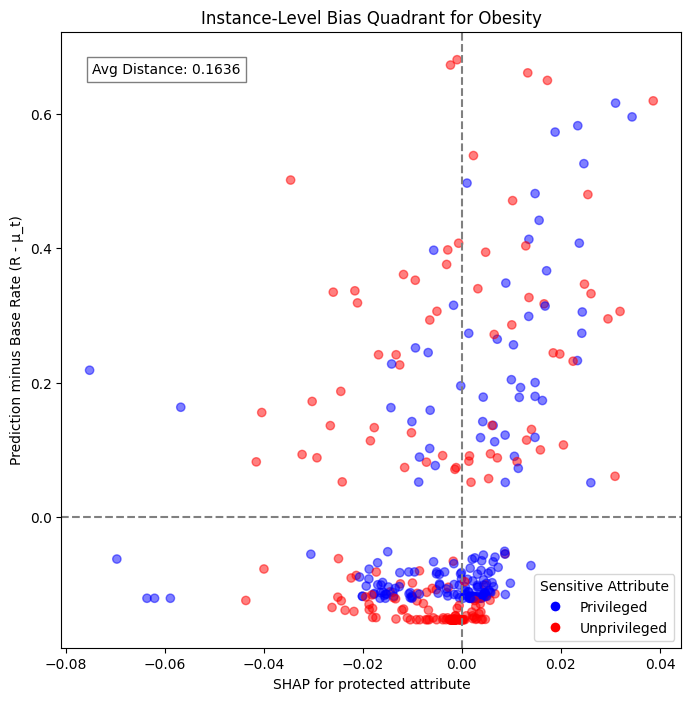 Instance-Level Bias Quadrant for Obesity
Avg Distance: 0.1636
Prediction minus Base Rate (R - μ_t)
0.6
0.4
0.2
0.0
Sensitive Attribute
Privileged
Unprivileged
−0.08
−0.06
−0.04
−0.02
0.00
0.02
0.04
SHAP for protected attribute